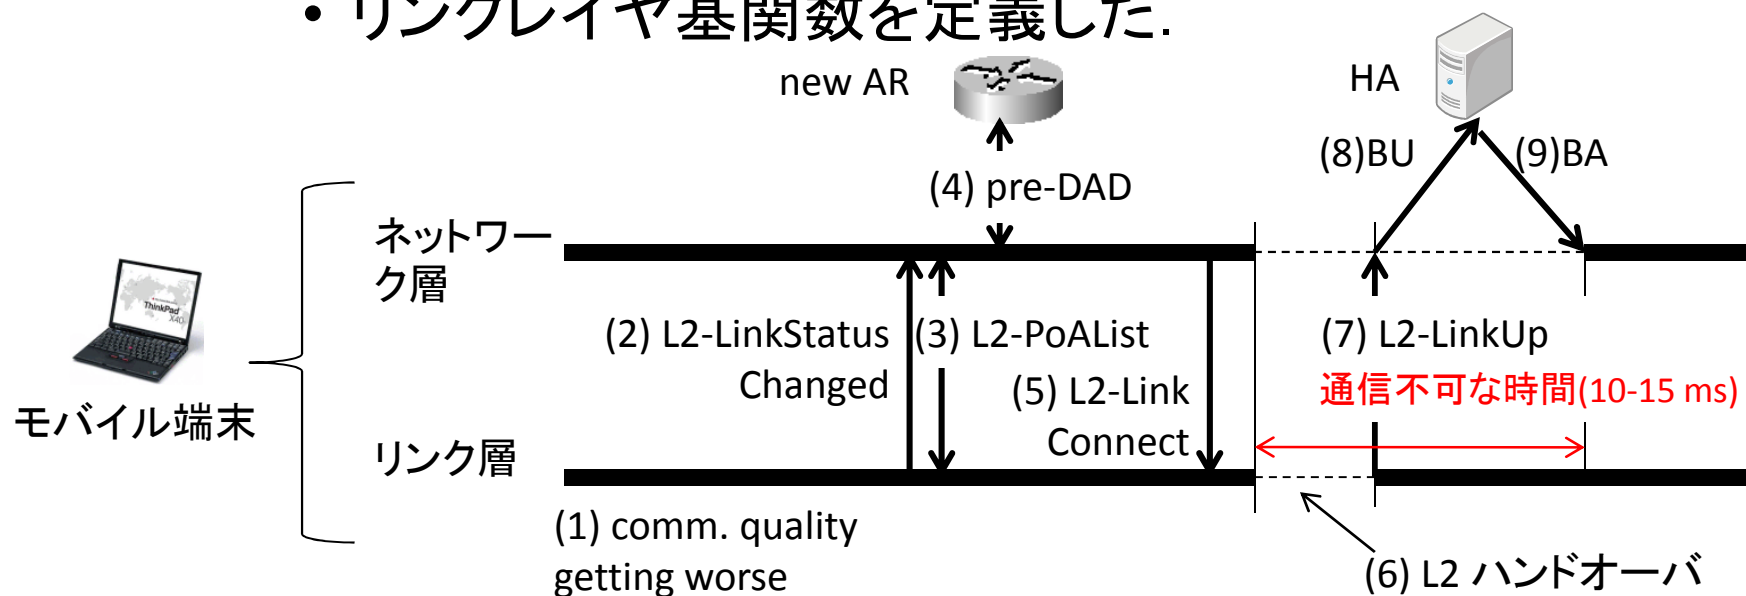 • リンクレイヤ基関数を定義した.
new AR
HA
(8)BU
(9)BA
(4) pre-DAD
ネットワー
ク層
ThinkPad
X40
(2) L2-LinkStatus
Changed
(3) L2-PoAList
(5) L2-Link
Connect
(7) L2-LinkUp
通信不可な時間(10-15 ms)
モバイル端末
リンク層
(1) comm. quality
getting worse
(6) L2 ハンドオーバ